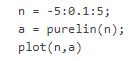 n = -5:0.1:5;
a = purelin(n);
plot(n,a)